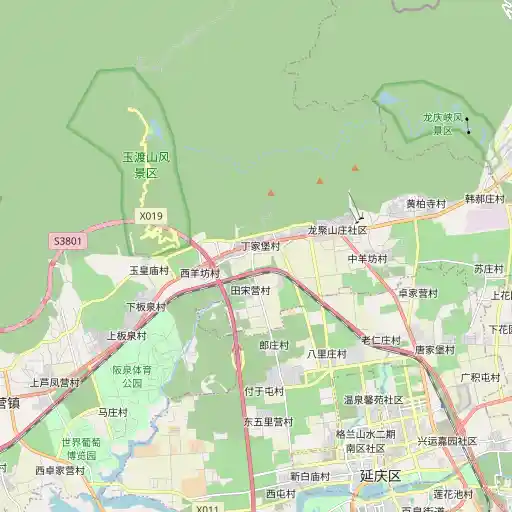 龙庆峡风
景区
玉渡山风
景区
韩郝庄村
黄柏寺村
X019
龙聚山庄社区
S3801
丁家堡村
中羊坊村
玉皇庙村
西羊坊村
苏庄村
田宋营村
卓家营村
上花园
下板泉村
上板泉村
老仁庄村
下花园
郎庄村
八里庄村
唐家堡村
阪泉体育
公园
上芦凤营村
付于屯村
广积屯村
营镇
马庄村
温泉馨苑社区
东五里营村
世界葡萄
博览园
格兰山水二期
南区社区
兴运嘉园社区
西卓家营村
新白庙村
延庆区
西屯村
莲花池村
X011
百泉街道